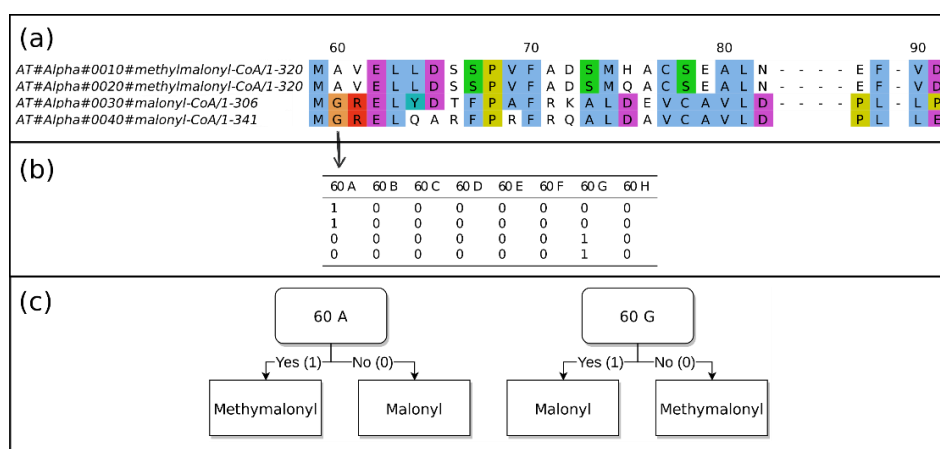 (a)
60 70 80 90
AT#Alpha#0010#methylmalonyl-CoA/1-320 M A V E L L D S S P V F A D S M H A C S E A L N - - - - E F - V D
AT#Alpha#0020#methylmalonyl-CoA/1-320 M A V E L L D S S P V F A D S M Q A C S E A L N - - - - E F - V D
AT#Alpha#0030#malonyl-CoA/1-306 M G R E L Y D T F P A F R K A L D E V C A V L D - - - - P L - L P
AT#Alpha#0040#malonyl-CoA/1-341 M G R E L Q A R F P R F R Q A L D A V C A V L D - - - - P L - L E
(b)
60 A 60 B 60 C 60 D 60 E 60 F 60 G 60 H
1 0 0 0 0 0 0 0
1 0 0 0 0 0 0 0
0 0 0 0 0 0 1 0
0 0 0 0 0 0 1 0
(c)
60 A 60 G
Yes (1) No (0) Yes (1) No (0)
Methymalonyl Malonyl Malonyl Methymalonyl